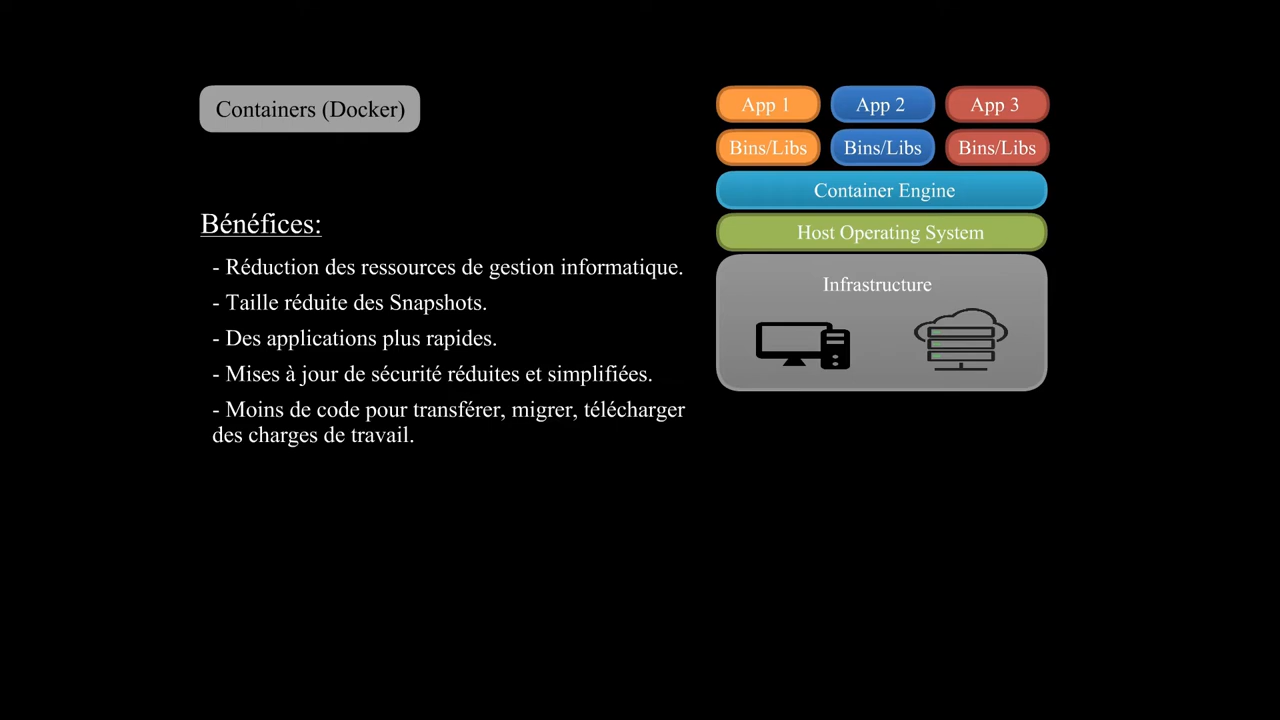 Containers (Docker)
Bénéfices:
- Réduction des ressources de gestion informatique.
- Taille réduite des Snapshots.
- Des applications plus rapides.
- Mises à jour de sécurité réduites et simplifiées.
- Moins de code pour transférer, migrer, télécharger
des charges de travail.
App 1
App 2
App 3
Bins/Libs
Bins/Libs
Bins/Libs
Container Engine
Host Operating System
Infrastructure